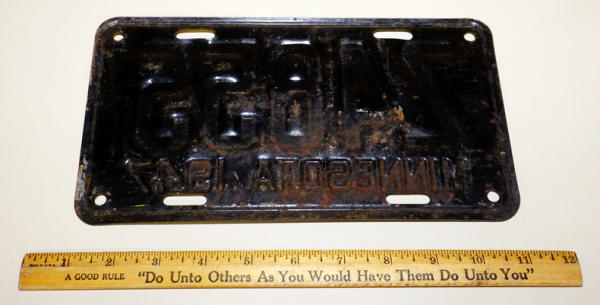 MINNESOTA
1 2 3 4 5 6 7 8 9 10 11 12
A GOOD RULE "Do Unto Others As You Would Have Them Do Unto You"